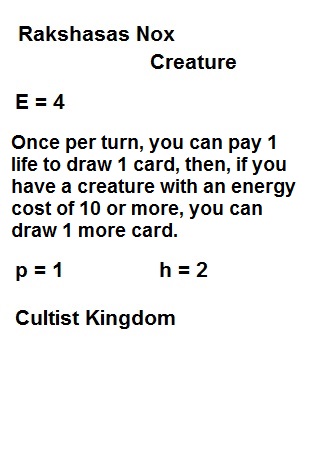 Rakshasas Nox
Creature
E = 4
Once per turn, you can pay 1
life to draw 1 card, then, if you
have a creature with an energy
cost of 10 or more, you can
draw 1 more card.
p = 1 h = 2
Cultist Kingdom